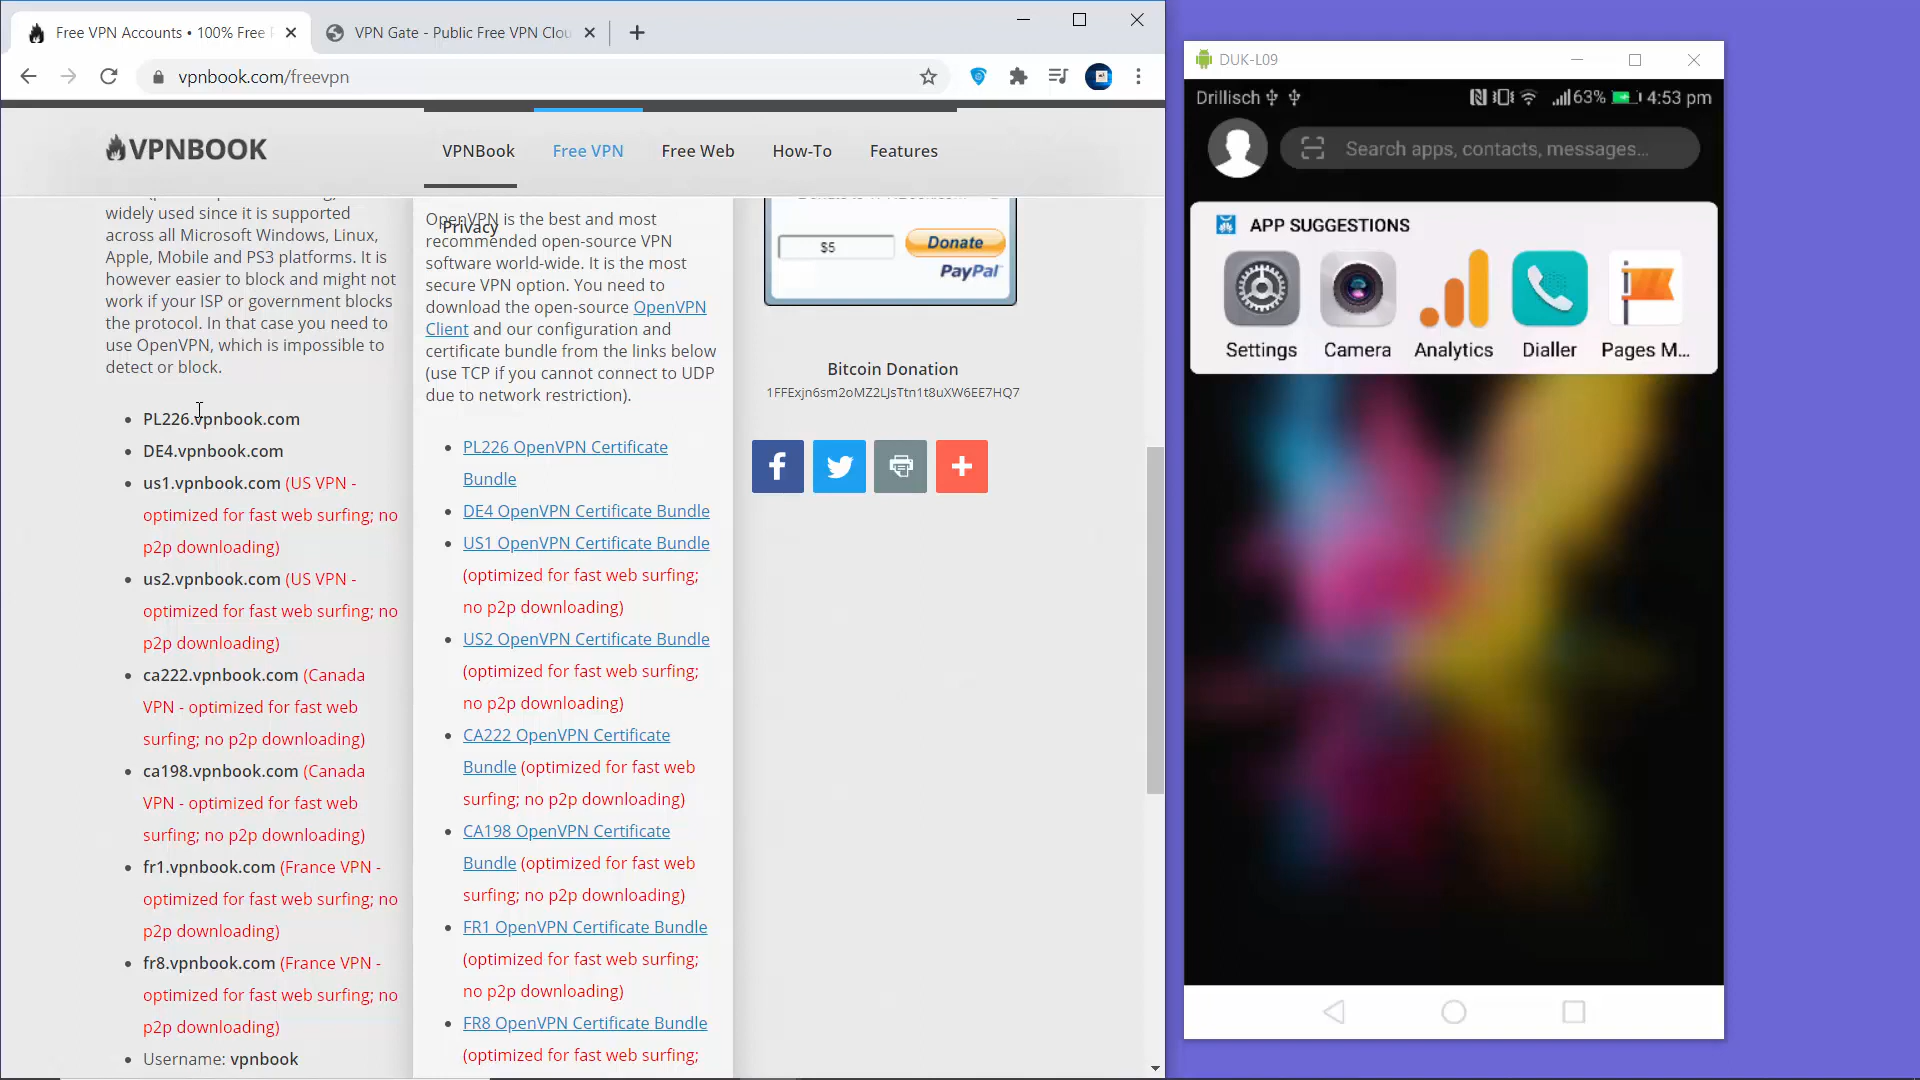 Free VPN Accounts • 100% Free
VPN Gate - Public Free VPN Clou
vpnbook.com/freevpn
VPNBOOK
VPNBook
Free VPN
Free Web
How-To
Features
Privacy
widely used since it is supported
across all Microsoft Windows, Linux,
Apple, Mobile and PS3 platforms. It is
however easier to block and might not
work if your ISP or government blocks
the protocol. In that case you need to
use OpenVPN, which is impossible to
detect or block.
PL226.vpnbook.com
DE4.vpnbook.com
us1.vpnbook.com (US VPN -
optimized for fast web surfing; no
p2p downloading)
us2.vpnbook.com (US VPN -
optimized for fast web surfing; no
p2p downloading)
ca222.vpnbook.com (Canada
VPN - optimized for fast web
surfing; no p2p downloading)
ca198.vpnbook.com (Canada
VPN - optimized for fast web
surfing; no p2p downloading)
fr1.vpnbook.com (France VPN -
optimized for fast web surfing; no
p2p downloading)
fr8.vpnbook.com (France VPN -
optimized for fast web surfing; no
p2p downloading)
Username: vpnbook
OpenVPN is the best and most
recommended open-source VPN
software world-wide. It is the most
secure VPN option. You need to
download the open-source OpenVPN
Client and our configuration and
certificate bundle from the links below
(use TCP if you cannot connect to UDP
due to network restriction).
PL226 OpenVPN Certificate
Bundle
DE4 OpenVPN Certificate Bundle
US1 OpenVPN Certificate Bundle
(optimized for fast web surfing;
no p2p downloading)
US2 OpenVPN Certificate Bundle
(optimized for fast web surfing;
no p2p downloading)
CA222 OpenVPN Certificate
Bundle (optimized for fast web
surfing; no p2p downloading)
CA198 OpenVPN Certificate
Bundle (optimized for fast web
surfing; no p2p downloading)
FR1 OpenVPN Certificate Bundle
(optimized for fast web surfing;
no p2p downloading)
FR8 OpenVPN Certificate Bundle
(optimized for fast web surfing;
$5
Donate
PayPal
Bitcoin Donation
1FFExjn6sm2oMZ2LJsTtn1t8uXW6EE7HQ7
DUK-L09
Drillisch
63%
4:53 pm
Search apps, contacts, messages...
APP SUGGESTIONS
Settings
Camera
Analytics
Dialler
Pages M...